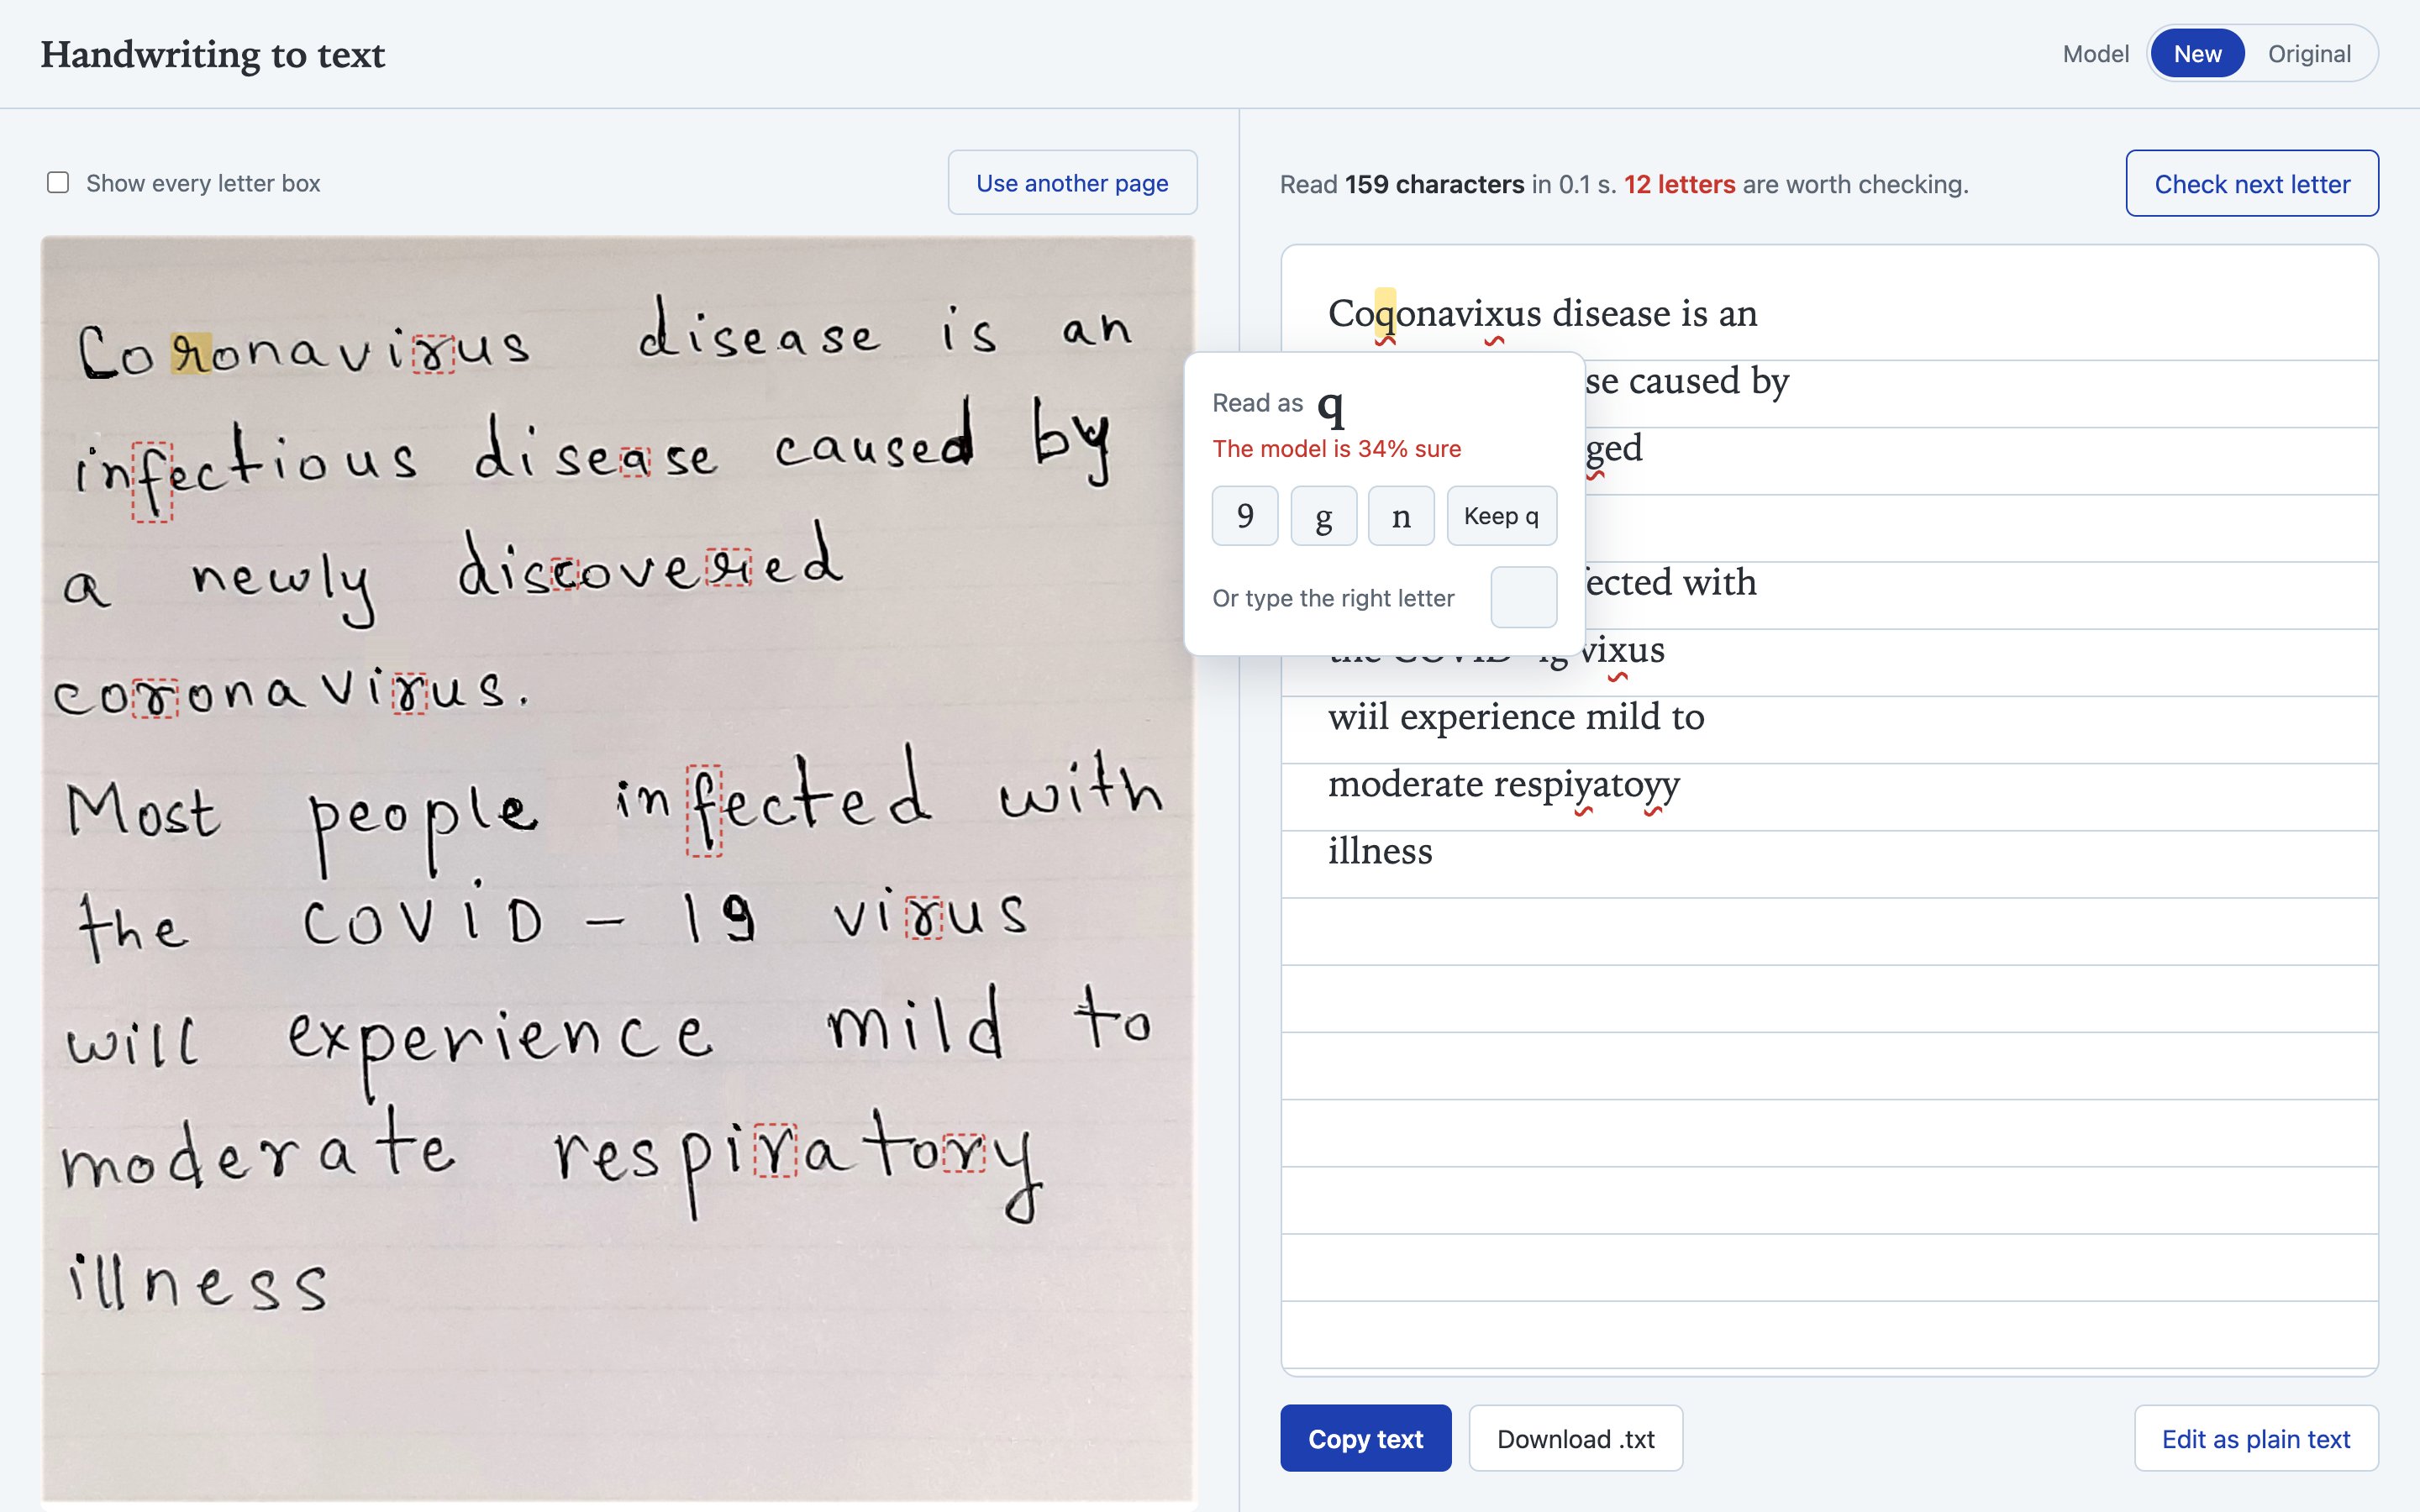 Handwriting to text
Model New Original
Show every letter box
Use another page
Coronavirus disease is an
infectious disease caused by
a newly discovered
coronavirus.
Most people infected with
the COViD - 19 virus
will experience mild to
moderate respiratory
illness
Read 159 characters in 0.1 s. 12 letters are worth checking.
Check next letter
Coqonavixus disease is an
se caused by
ged
ected with
vixus
wiil experience mild to
moderate respiyatoyy
illness
Read as q
The model is 34% sure
9 g n Keep q
Or type the right letter
Copy text
Download .txt
Edit as plain text